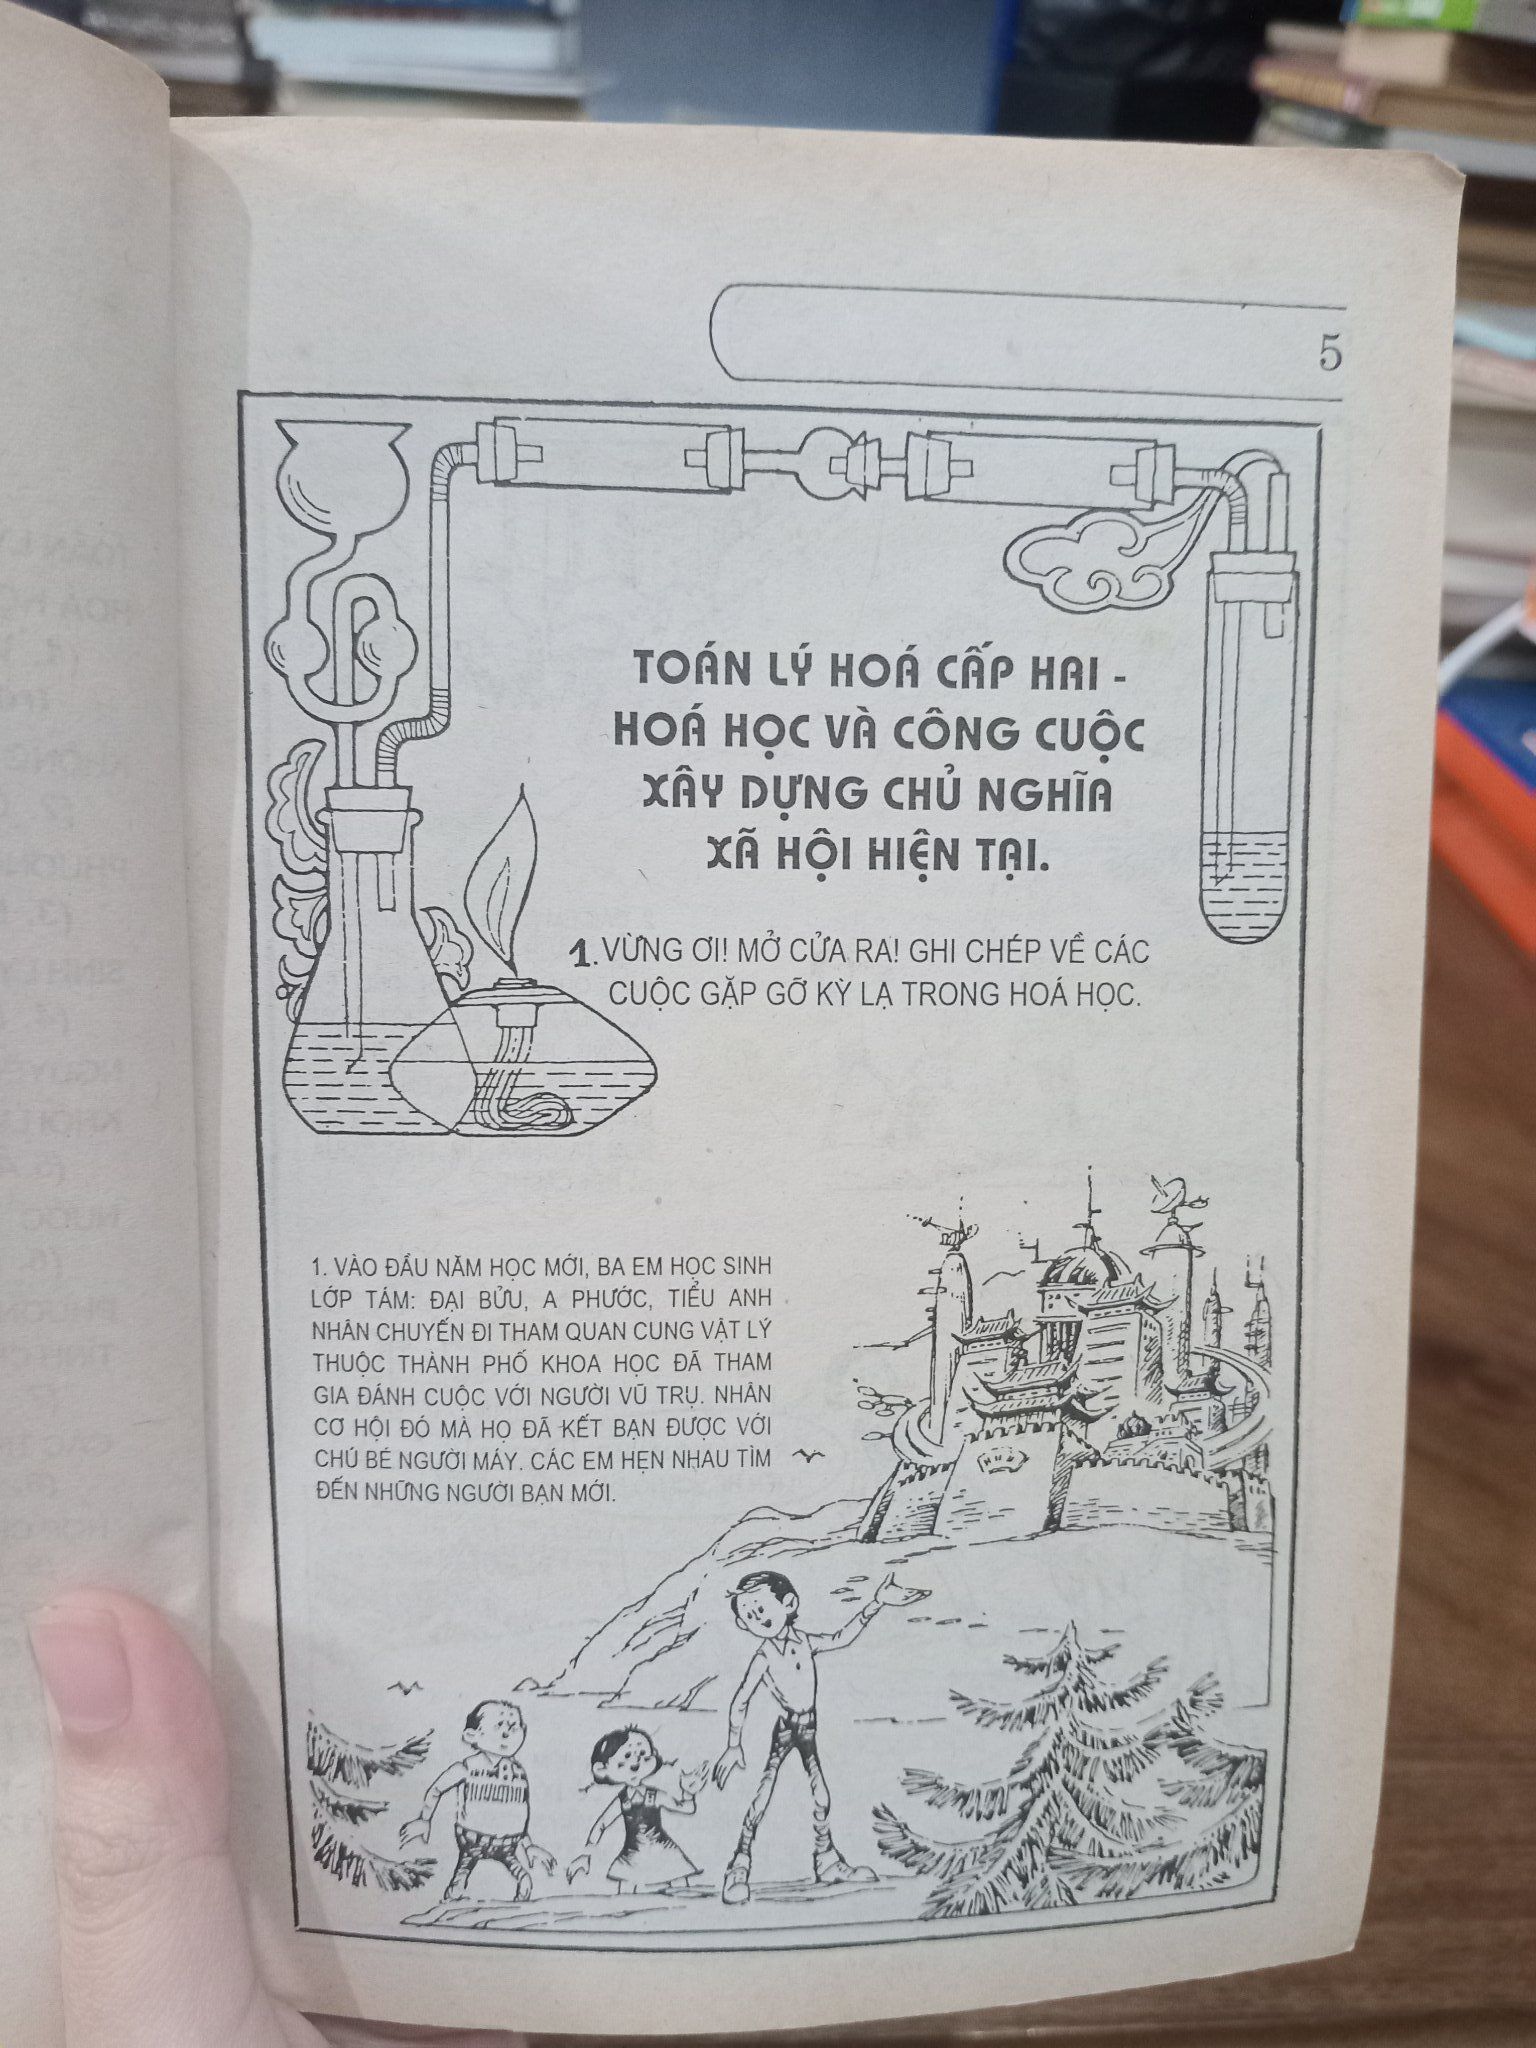 5
TOÁN LÝ HOÁ CẤP HAI -
HOÁ HỌC VÀ CÔNG CUỘC
XÂY DỰNG CHỦ NGHĨA
XÃ HỘI HIỆN TẠI.
1. VỪNG ƠI! MỞ CỬA RA! GHI CHÉP VỀ CÁC
CUỘC GẶP GỠ KỲ LẠ TRONG HOÁ HỌC.
1. VÀO ĐẦU NĂM HỌC MỚI, BA EM HỌC SINH
LỚP TÁM: ĐẠI BỬU, A PHƯỚC, TIỂU ANH
NHÂN CHUYẾN ĐI THAM QUAN CUNG VẬT LÝ
THUỘC THÀNH PHỐ KHOA HỌC ĐÃ THAM
GIA ĐÁNH CUỘC VỚI NGƯỜI VŨ TRỤ. NHÂN
CƠ HỘI ĐÓ MÀ HỌ ĐÃ KẾT BẠN ĐƯỢC VỚI
CHÚ BÉ NGƯỜI MÁY. CÁC EM HẸN NHAU TÌM
ĐẾN NHỮNG NGƯỜI BẠN MỚI.